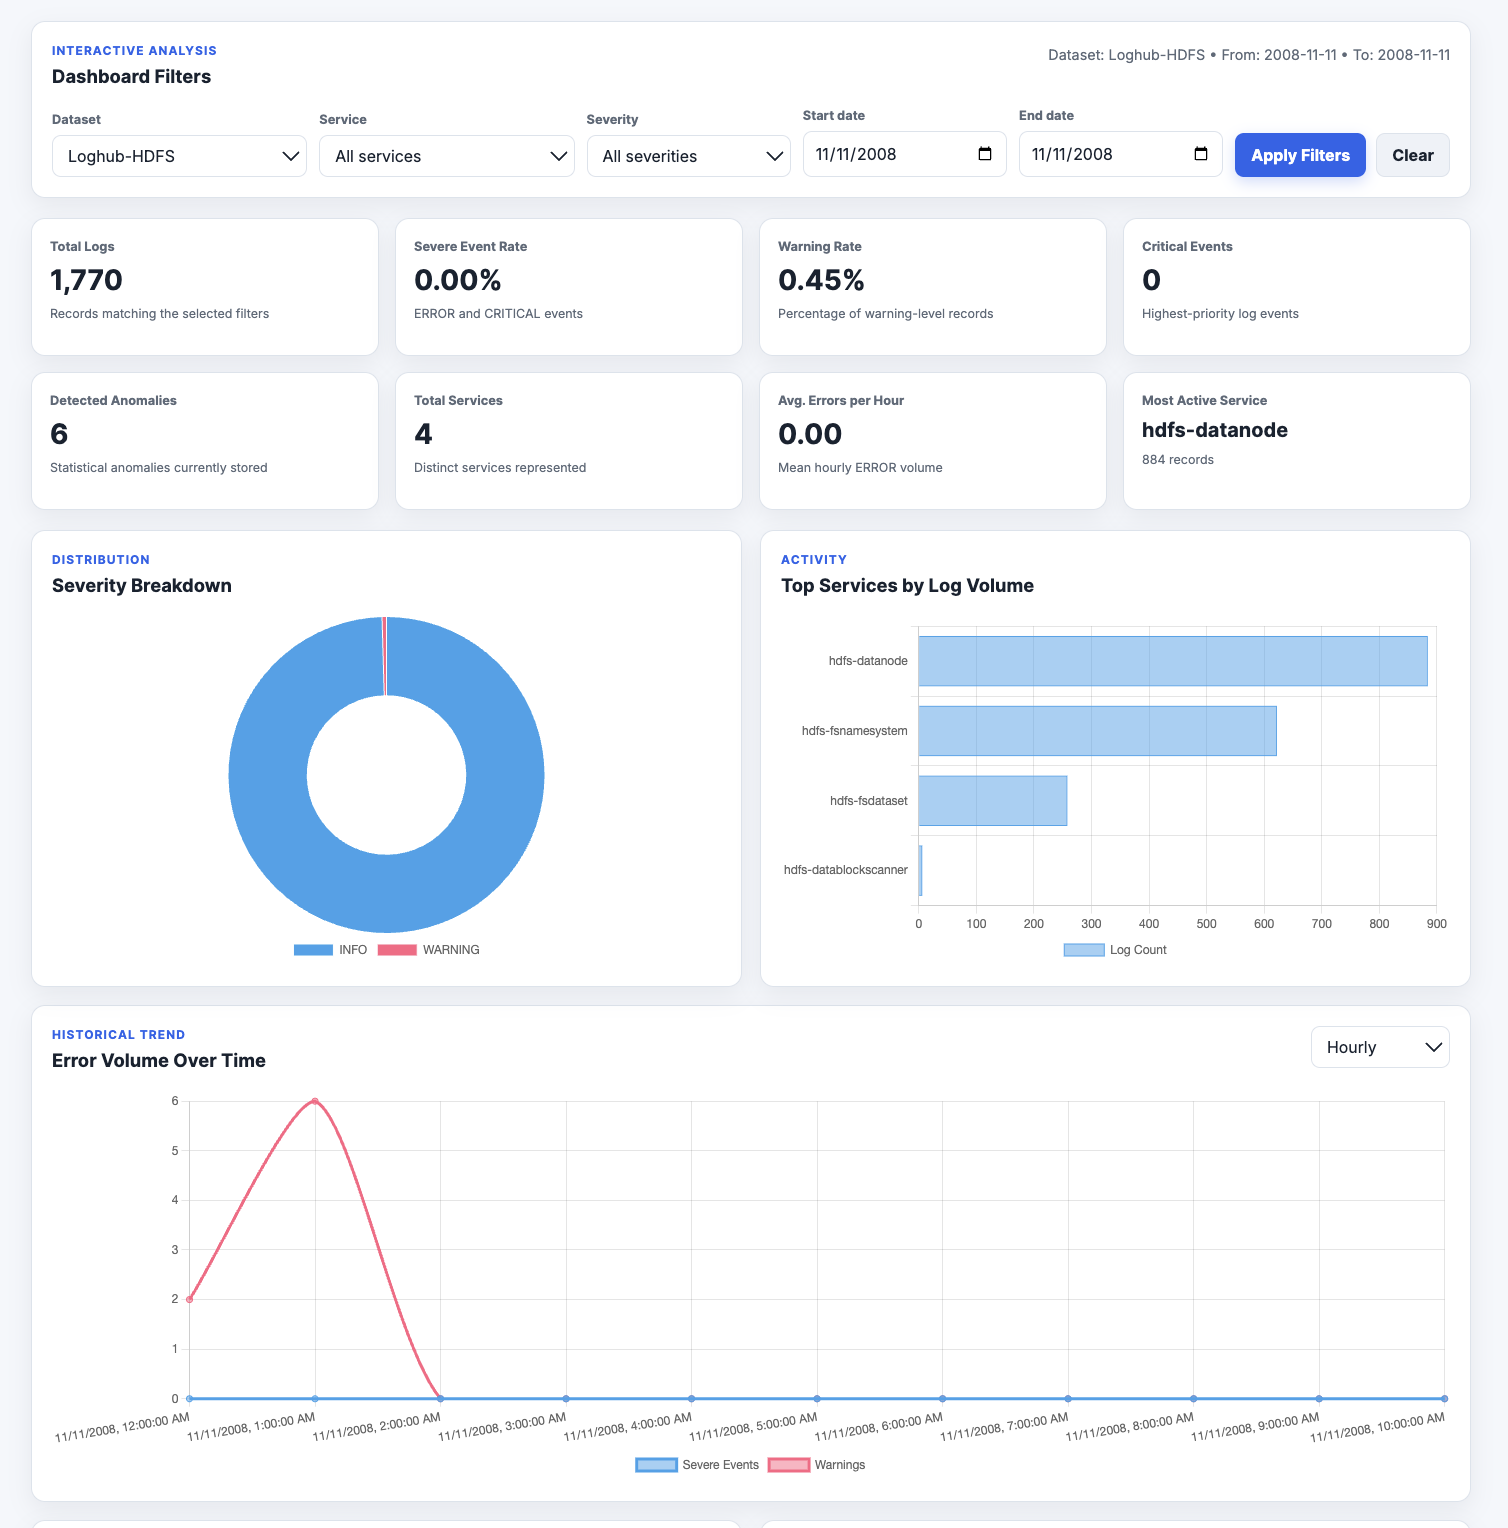 INTERACTIVE ANALYSIS
Dashboard Filters
Dataset: Loghub-HDFS • From: 2008-11-11 • To: 2008-11-11
Dataset
Loghub-HDFS
Service
All services
Severity
All severities
Start date
11/11/2008
End date
11/11/2008
Apply Filters
Clear
Total Logs
1,770
Records matching the selected filters
Severe Event Rate
0.00%
ERROR and CRITICAL events
Warning Rate
0.45%
Percentage of warning-level records
Critical Events
0
Highest-priority log events
Detected Anomalies
6
Statistical anomalies currently stored
Total Services
4
Distinct services represented
Avg. Errors per Hour
0.00
Mean hourly ERROR volume
Most Active Service
hdfs-datanode
884 records
DISTRIBUTION
Severity Breakdown
INFO
WARNING
ACTIVITY
Top Services by Log Volume
hdfs-datanode
hdfs-fsnamesystem
hdfs-fsdataset
hdfs-datablockscanner
0 100 200 300 400 500 600 700 800 900
Log Count
HISTORICAL TREND
Error Volume Over Time
Hourly
6
5
4
3
2
1
0
11/11/2008, 12:00:00 AM
11/11/2008, 1:00:00 AM
11/11/2008, 2:00:00 AM
11/11/2008, 3:00:00 AM
11/11/2008, 4:00:00 AM
11/11/2008, 5:00:00 AM
11/11/2008, 6:00:00 AM
11/11/2008, 7:00:00 AM
11/11/2008, 8:00:00 AM
11/11/2008, 9:00:00 AM
11/11/2008, 10:00:00 AM
Severe Events
Warnings